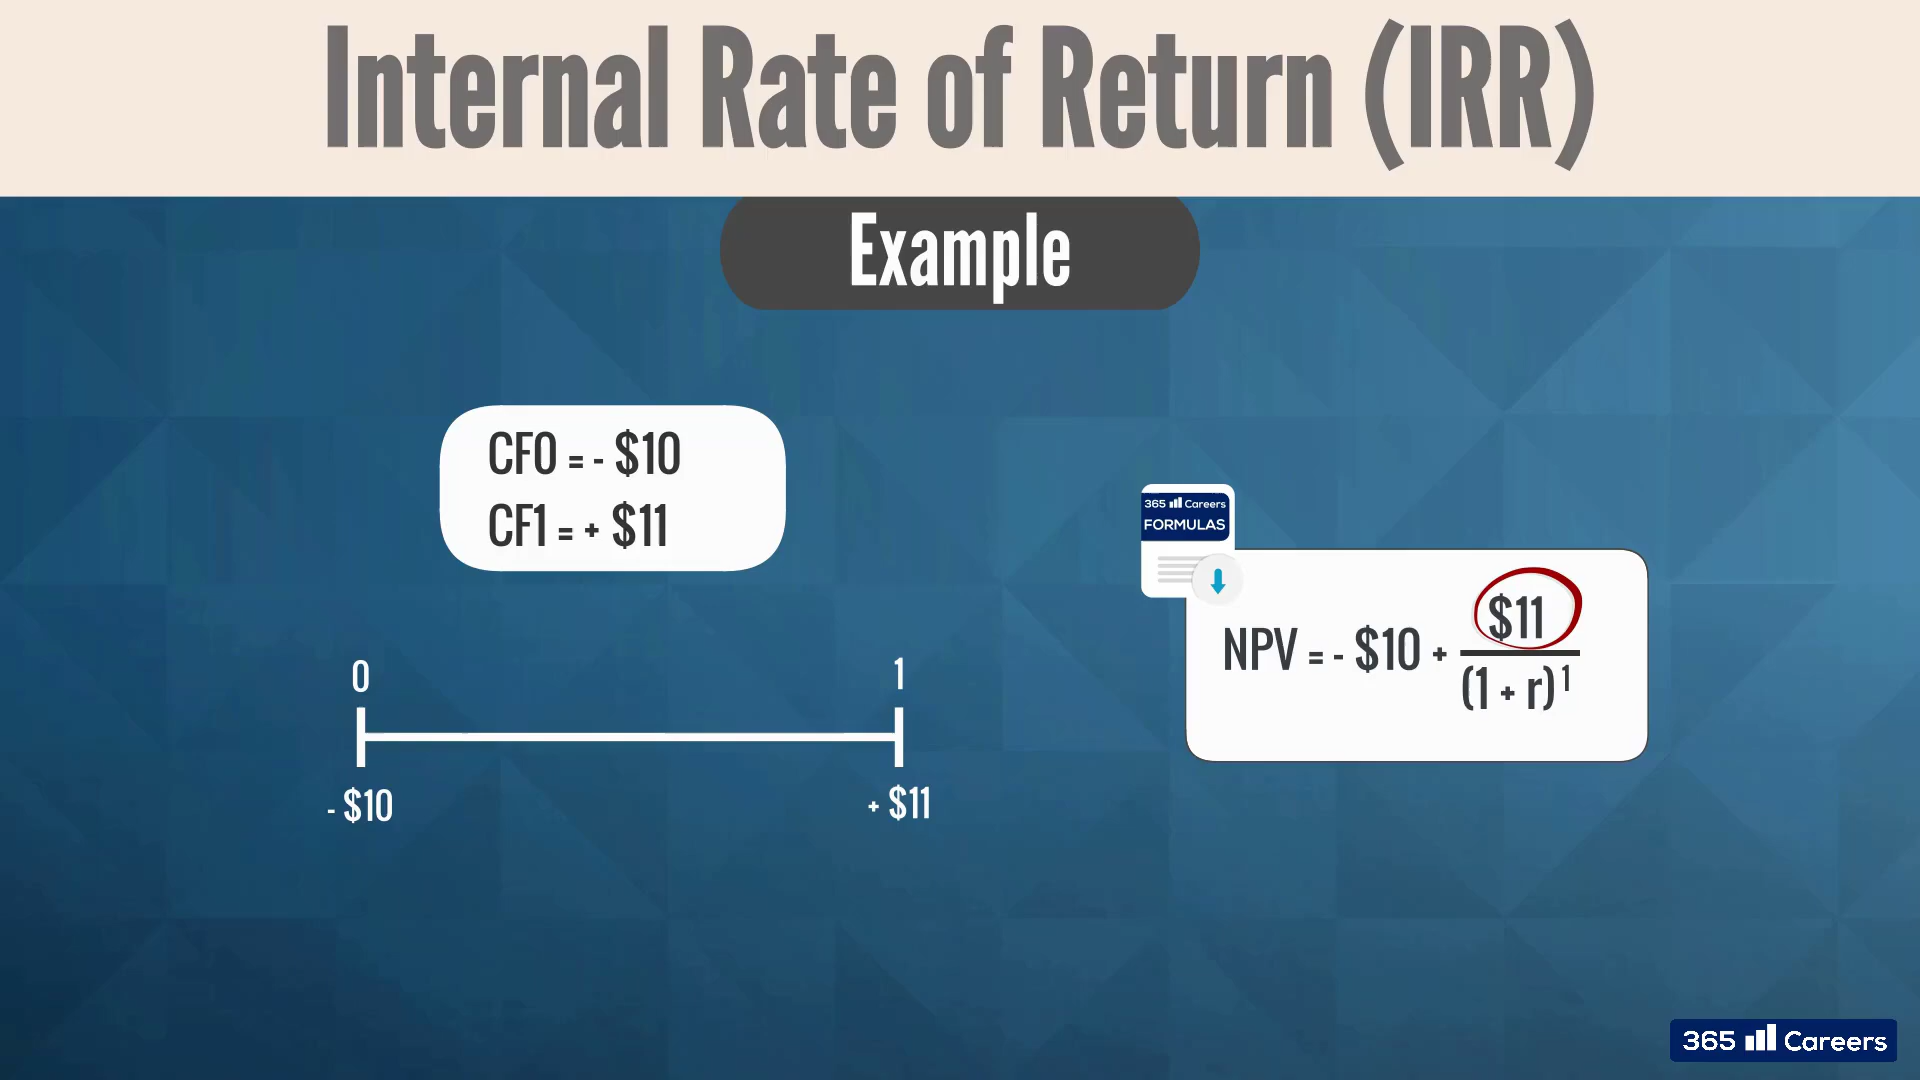 Internal Rate of Return (IRR)
Example
CF0 = - $10
CF1 = + $11
365 Careers
FORMULAS
NPV = - $10 + $11
(1 + r)¹
0 1
- $10 + $11
365 Careers